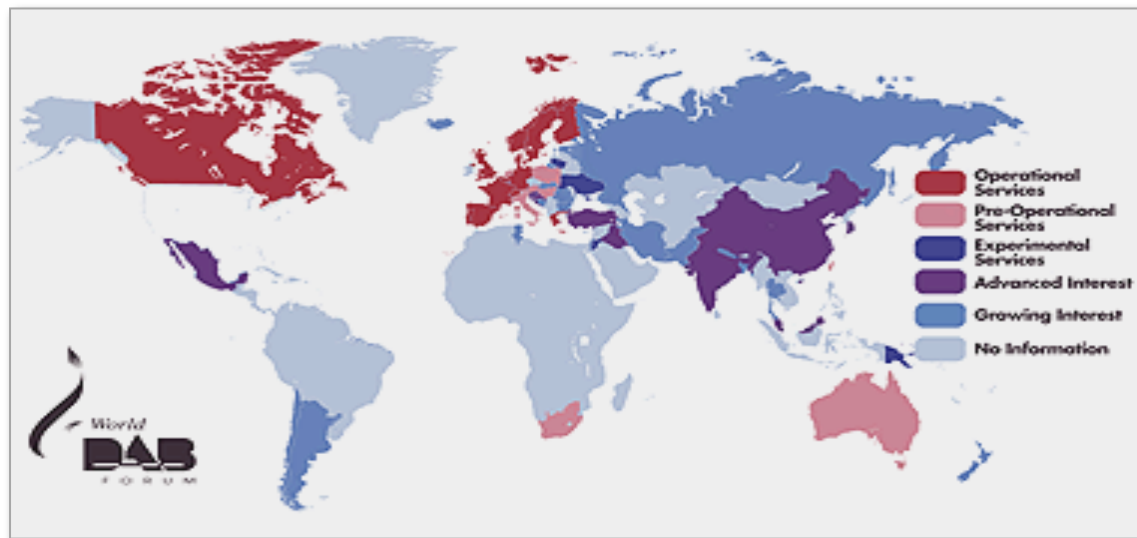 Operational
Services
Pre-Operational
Services
Experimental
Services
Advanced Interest
Growing Interest
No Information
World
DAB
FORUM